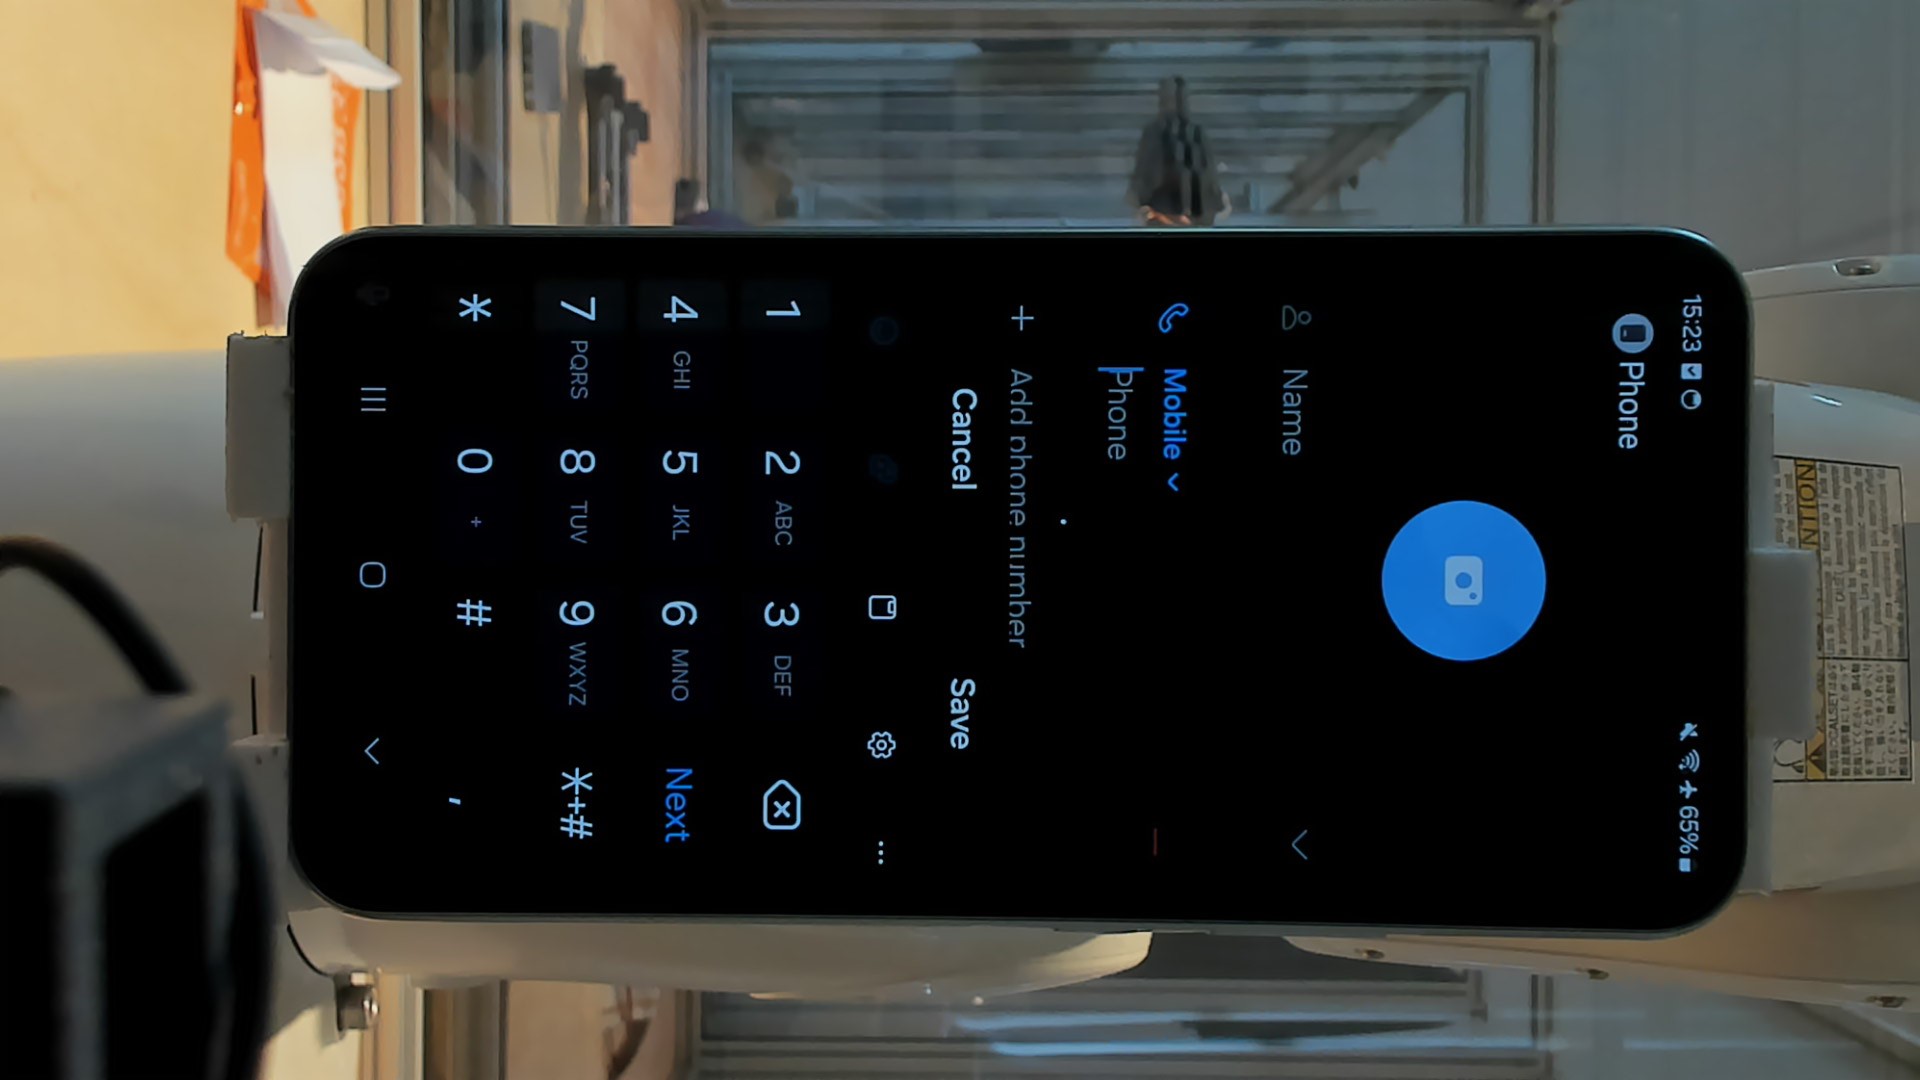 15:23 65%
Phone
Name
Mobile
Phone
Add phone number
Cancel Save
1 2 ABC 3 DEF
4 GHI 5 JKL 6 MNO Next
7 PQRS 8 TUV 9 WXYZ *+#
* 0 + # ,